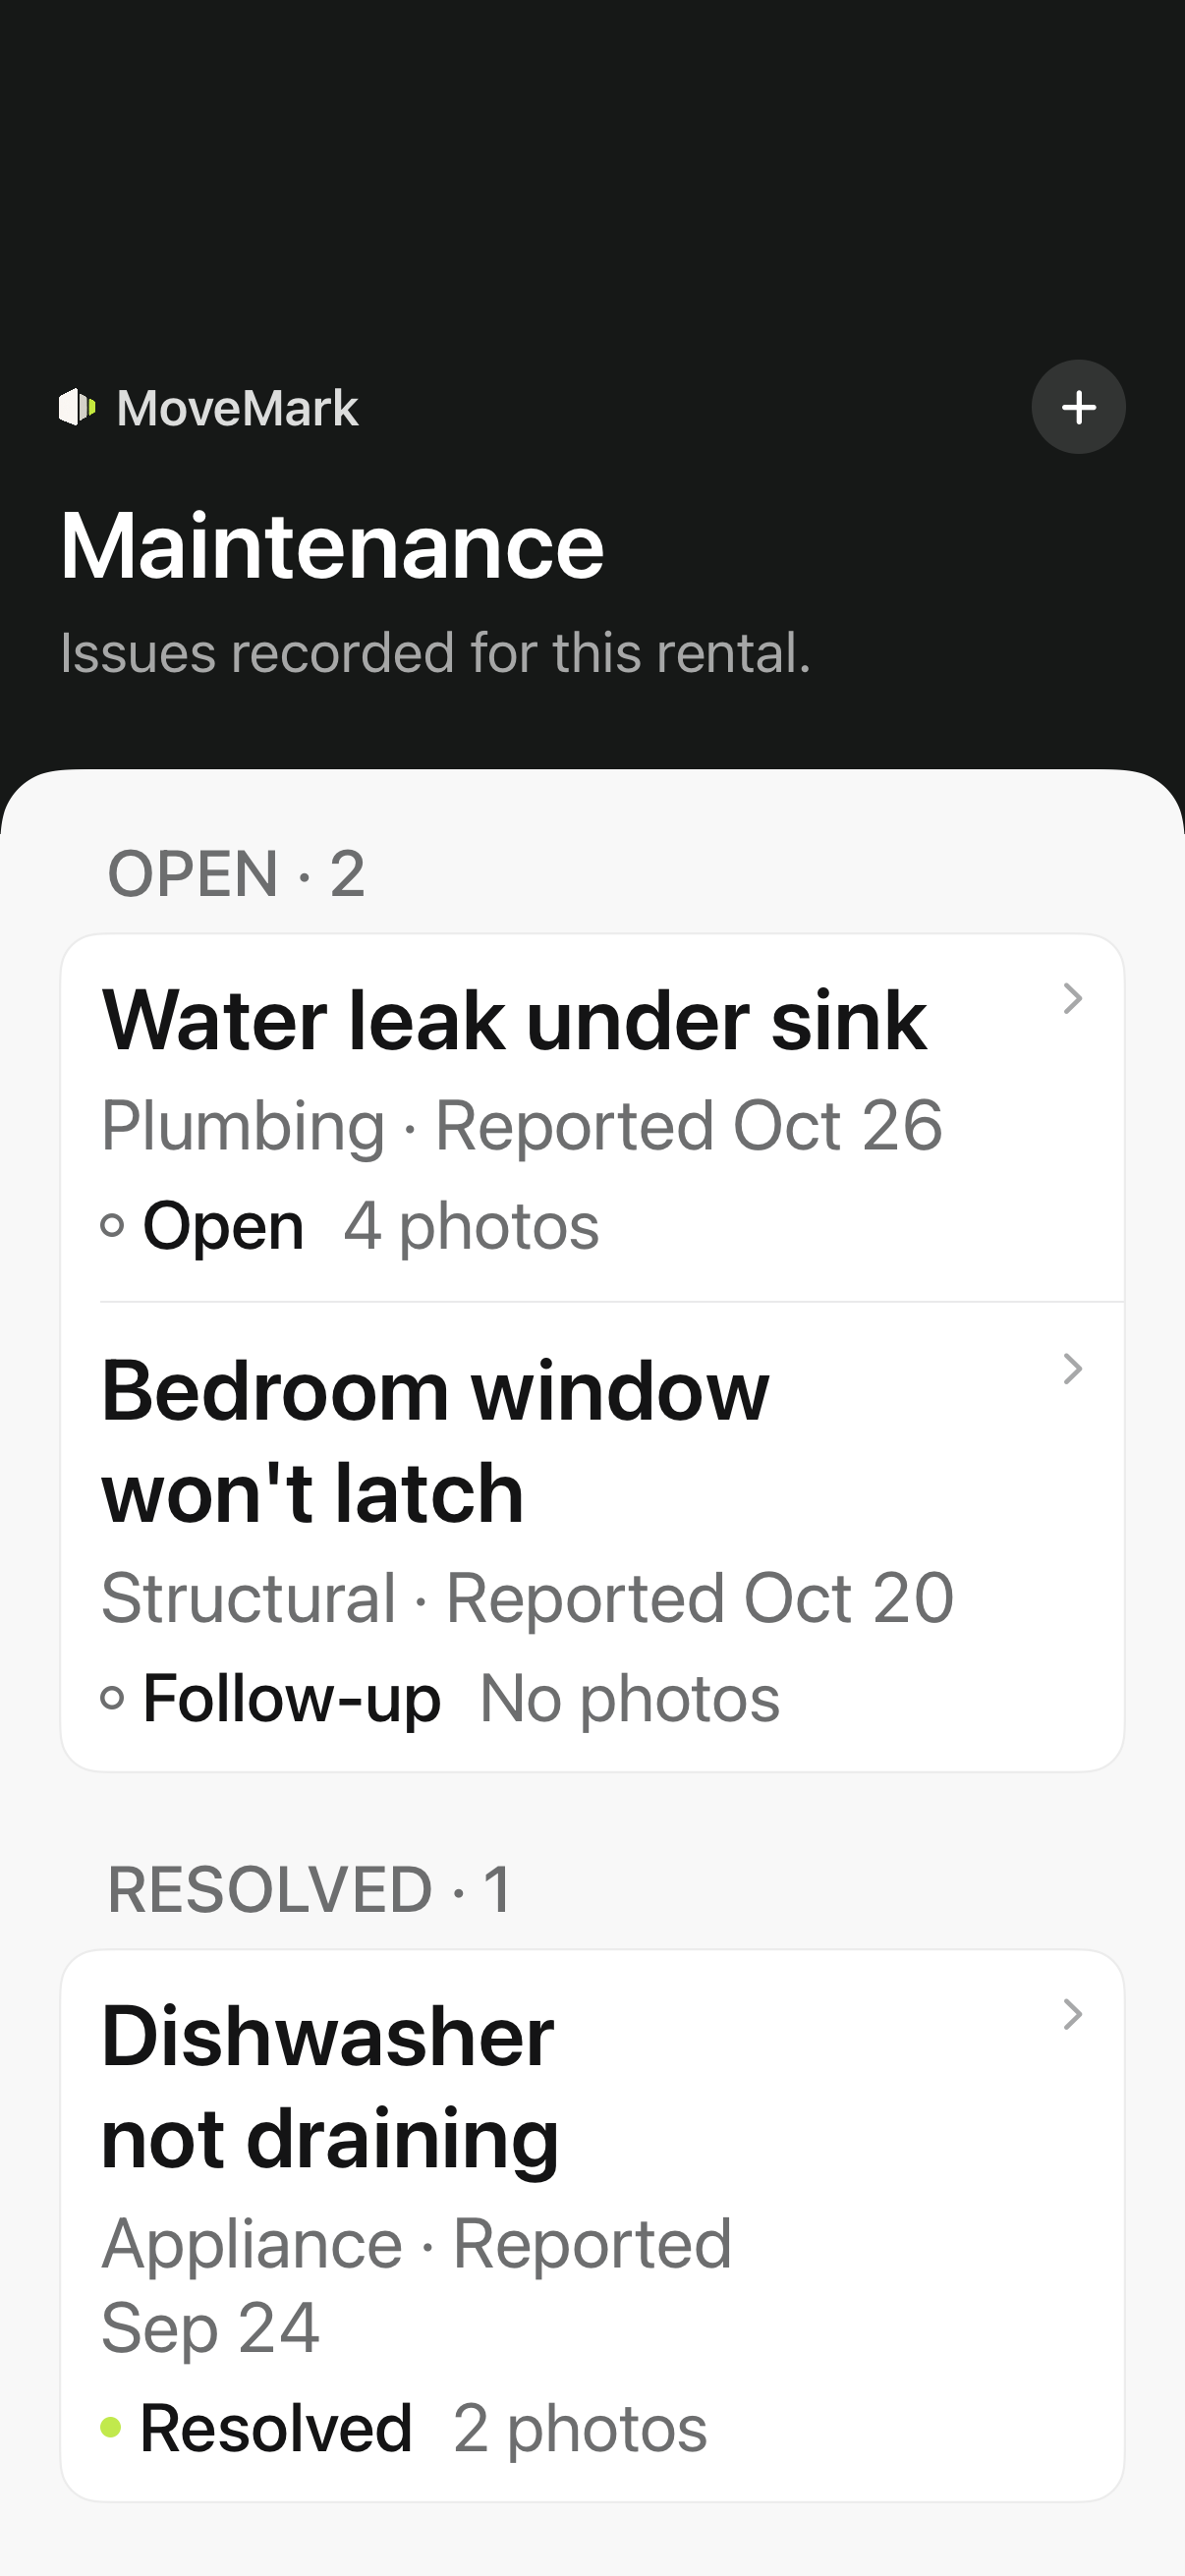 MoveMark
Maintenance
Issues recorded for this rental.
OPEN · 2
Water leak under sink
Plumbing · Reported Oct 26
Open 4 photos
Bedroom window
won't latch
Structural · Reported Oct 20
Follow-up No photos
RESOLVED · 1
Dishwasher
not draining
Appliance · Reported
Sep 24
Resolved 2 photos